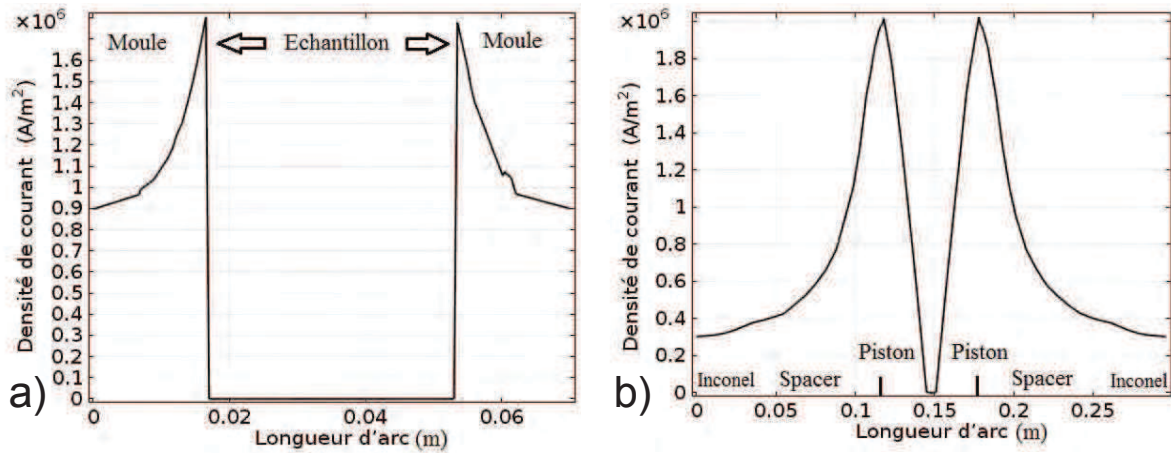 ×10⁶
Moule
Echantillon
Moule
Densité de courant (A/m²)
1.6
1.5
1.4
1.3
1.2
1.1
1
0.9
0.8
0.7
0.6
0.5
0.4
0.3
0.2
0.1
0
0
0.02
0.04
0.06
Longueur d'arc (m)
a)
×10⁶
Densité de courant (A/m²)
1.8
1.6
1.4
1.2
1
0.8
0.6
0.4
0.2
0
Piston
Piston
Inconel
Spacer
Spacer
Inconel
0
0.05
0.1
0.15
0.2
0.25
Longueur d'arc (m)
b)